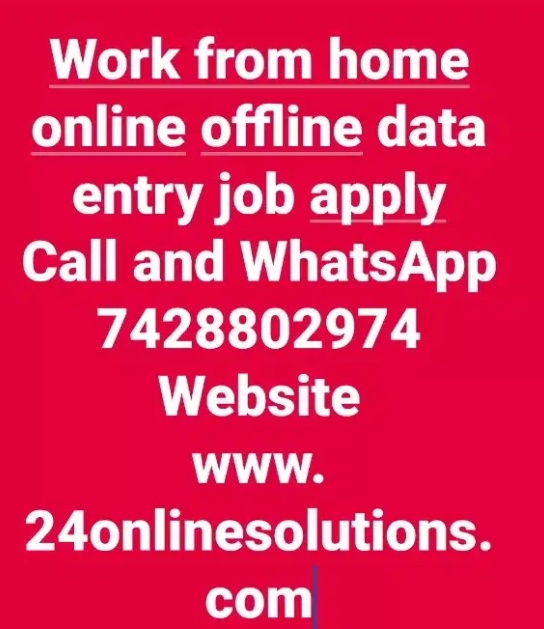 Work from home
online offline data
entry job apply
Call and WhatsApp
7428802974
Website
www.
24onlinesolutions.
com